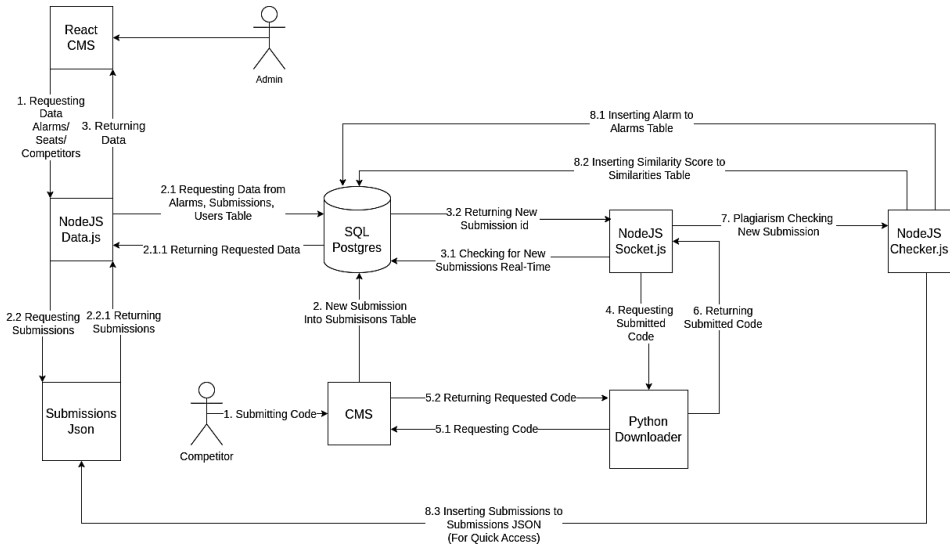 React
CMS
Admin
1. Requesting
Data
Alarms/
Seats/
Competitors
3. Returning
Data
8.1 Inserting Alarm to
Alarms Table
8.2 Inserting Similarity Score to
Similarities Table
NodeJS
Data.js
2.1 Requesting Data from
Alarms, Submissions,
Users Table
2.1.1 Returning Requested Data
SQL
Postgres
3.2 Returning New
Submission id
3.1 Checking for New
Submissions Real-Time
NodeJS
Socket.js
7. Plagiarism Checking
New Submission
NodeJS
Checker.js
2.2 Requesting
Submissions
2.2.1 Returning
Submissions
2. New Submission
Into Submisisons Table
4. Requesting
Submitted
Code
6. Returning
Submitted Code
Submissions
Json
Competitor
1. Submitting Code
CMS
5.2 Returning Requested Code
5.1 Requesting Code
Python
Downloader
8.3 Inserting Submissions to
Submissions JSON
(For Quick Access)